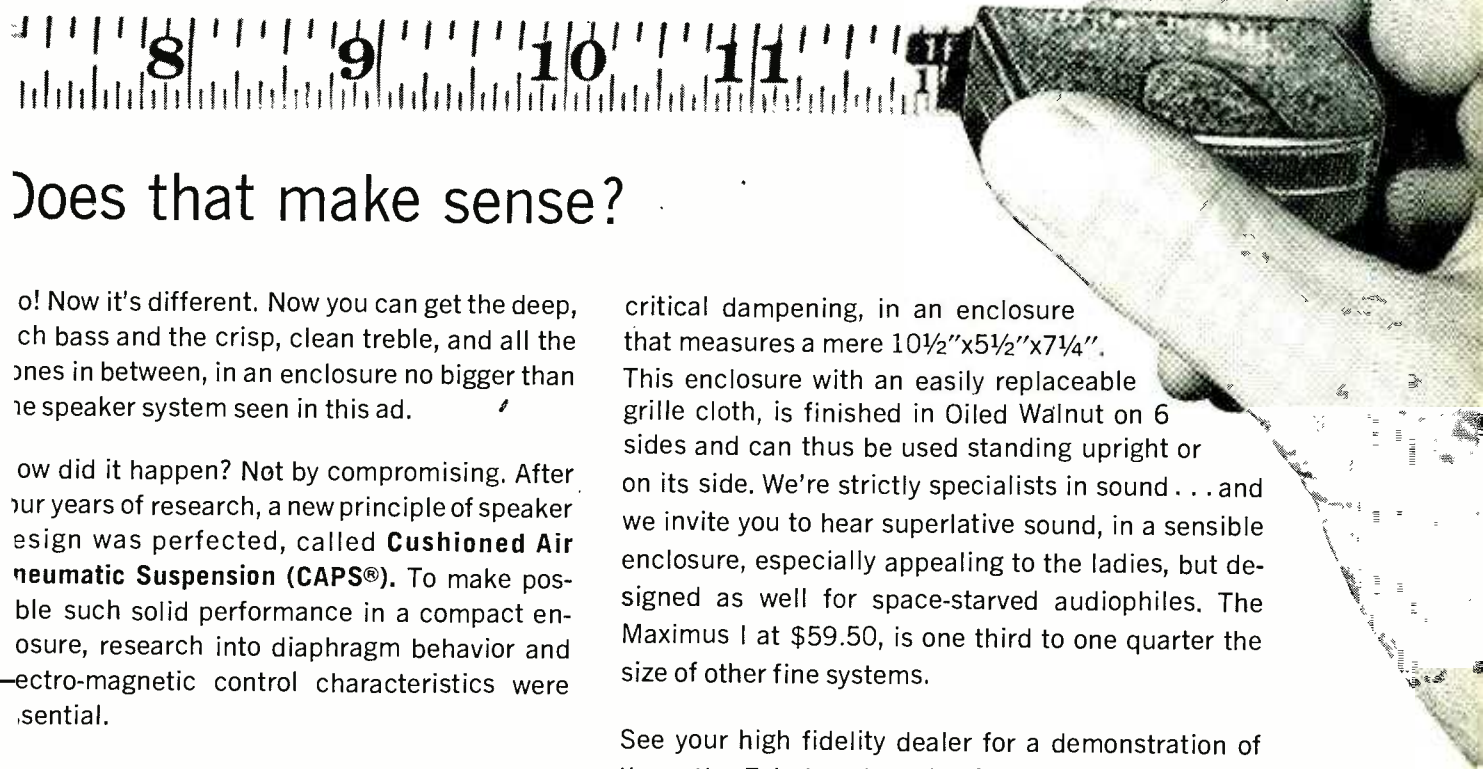 8 9 10 11
Does that make sense?
o! Now it's different. Now you can get the deep,
ch bass and the crisp, clean treble, and all the
ones in between, in an enclosure no bigger than
he speaker system seen in this ad.
ow did it happen? Not by compromising. After
our years of research, a new principle of speaker
esign was perfected, called Cushioned Air
neumatic Suspension (CAPS®). To make pos-
ble such solid performance in a compact en-
osure, research into diaphragm behavior and
ectro-magnetic control characteristics were
sential.
critical dampening, in an enclosure
that measures a mere 10½"x5½"x7¼".
This enclosure with an easily replaceable
grille cloth, is finished in Oiled Walnut on 6
sides and can thus be used standing upright or
on its side. We're strictly specialists in sound...and
we invite you to hear superlative sound, in a sensible
enclosure, especially appealing to the ladies, but de-
signed as well for space-starved audiophiles. The
Maximus I at $59.50, is one third to one quarter the
size of other fine systems.
See your high fidelity dealer for a demonstration of